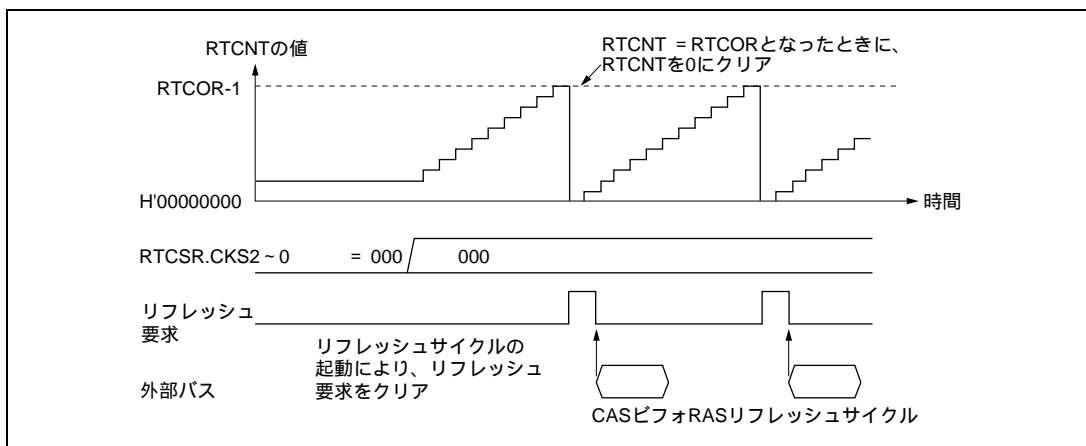 RTCNTの値
RTCNT =RTCORとなったときに、
RTCNTを0にクリア
RTCOR-1
H'00000000
時間
RTCSR.CKS2~0 = 000 000
リフレッシュ
要求
リフレッシュサイクルの
起動により、リフレッシュ
要求をクリア
外部バス
CASビフォRASリフレッシュサイクル